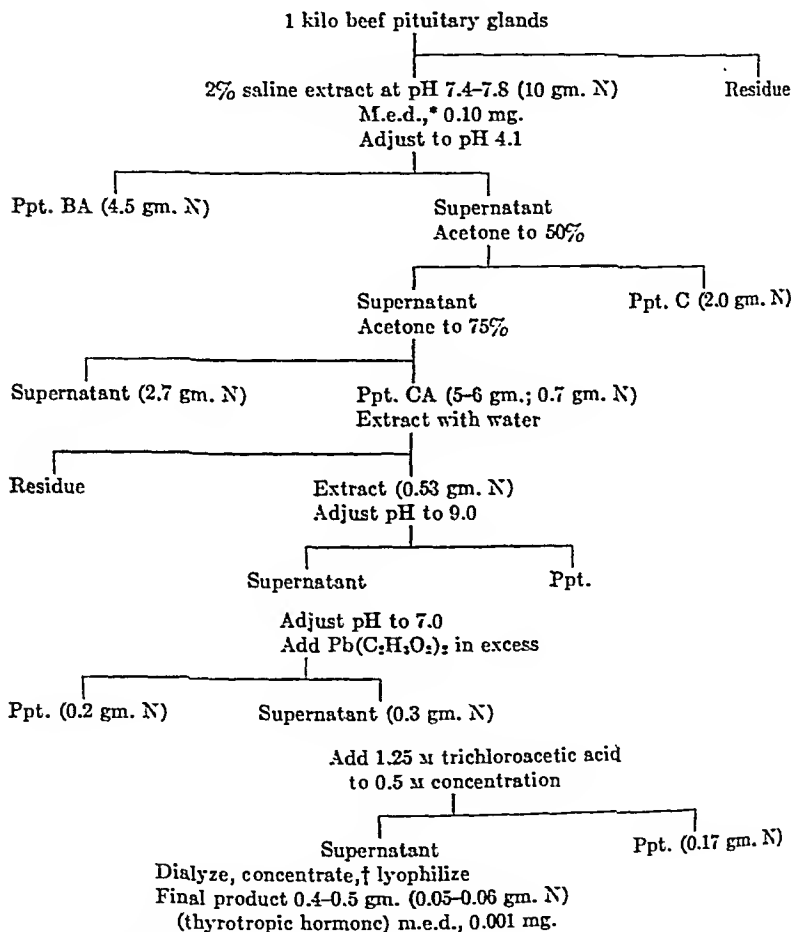 1 kilo beef pituitary glands
2% saline extract at pH 7.4–7.8 (10 gm. N)
Residue
M.e.d.,* 0.10 mg.
Adjust to pH 4.1
Ppt. BA (4.5 gm. N)
Supernatant
Acetone to 50%
Supernatant
Ppt. C (2.0 gm. N)
Acetone to 75%
Supernatant (2.7 gm. N)
Ppt. CA (5–6 gm.; 0.7 gm. N)
Extract with water
Residue
Extract (0.53 gm. N)
Adjust pH to 9.0
Supernatant
Ppt.
Adjust pH to 7.0
Add Pb(C₂H₃O₂)₂ in excess
Ppt. (0.2 gm. N)
Supernatant (0.3 gm. N)
Add 1.25 M trichloroacetic acid
to 0.5 M concentration
Supernatant
Ppt. (0.17 gm. N)
Dialyze, concentrate,† lyophilize
Final product 0.4–0.5 gm. (0.05–0.06 gm. N)
(thyrotropic hormone) m.e.d., 0.001 mg.